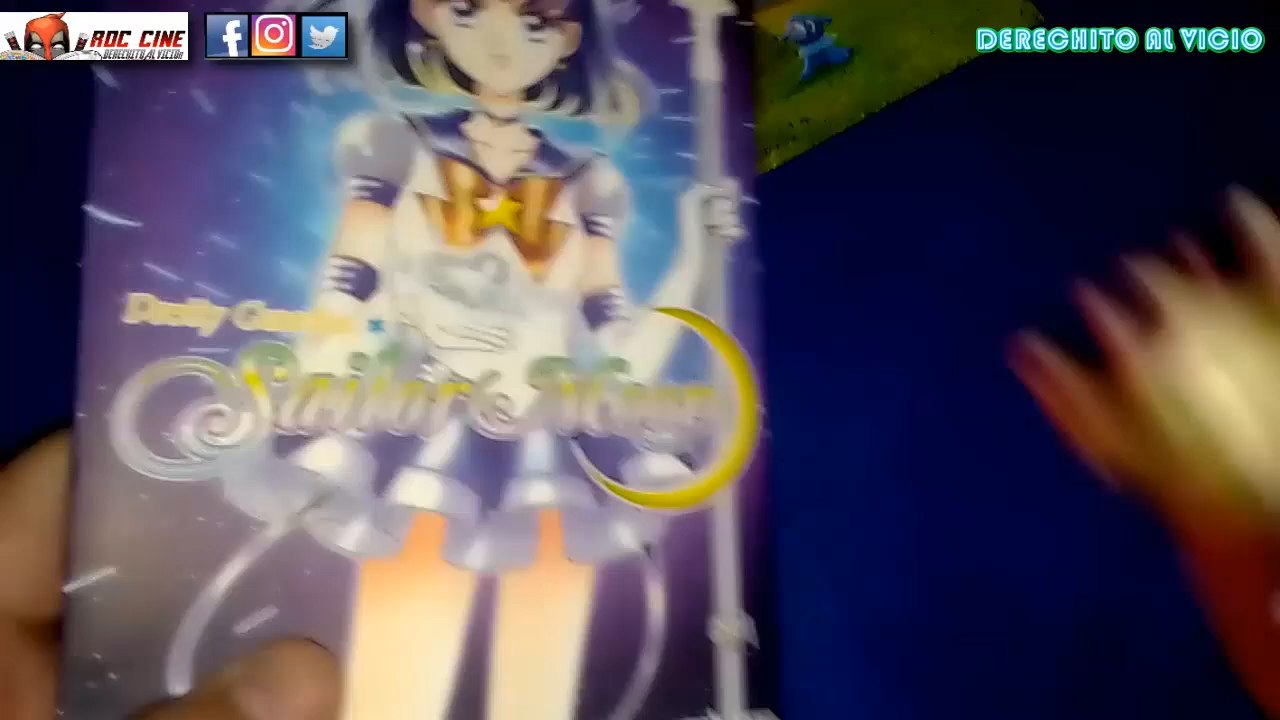 ROC CINE
DERECHITO AL VICIO
DERECHITO AL VICIO
Pretty Guardian
Sailor Moon